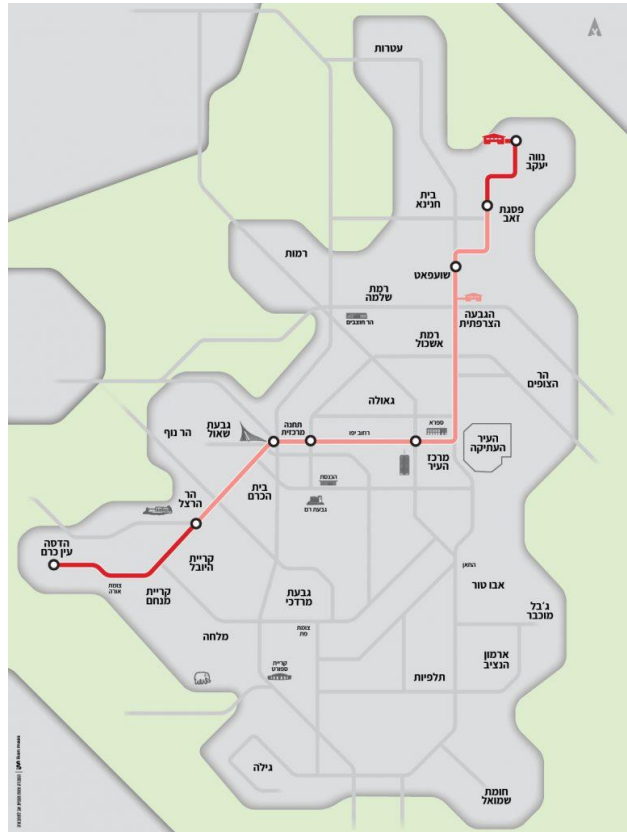 עטרות
נווה
יעקב
בית
חנינא
פסגת
זאב
רמות
שועפאט
רמת
שלמה
הגבעה
הצרפתית
הר חוצבים
רמת
אשכול
הר
הצופים
גאולה
גבעת
שאול
תחנה
מרכזית
רחוב יפו
ספרא
הר נוף
מרכז
העיר
העיר
העתיקה
בית
הכרם
הכנסת
הר
הרצל
גבעת רם
הדסה
עין כרם
קריית
היובל
החאן
צומת
אורה
קריית
מנחם
גבעת
מרדכי
אבו טור
ג'בל
מוכבר
צומת
פת
מלחה
ארמון
הנציב
קריית
ספורט
תלפיות
גילה
חומת
שמואל